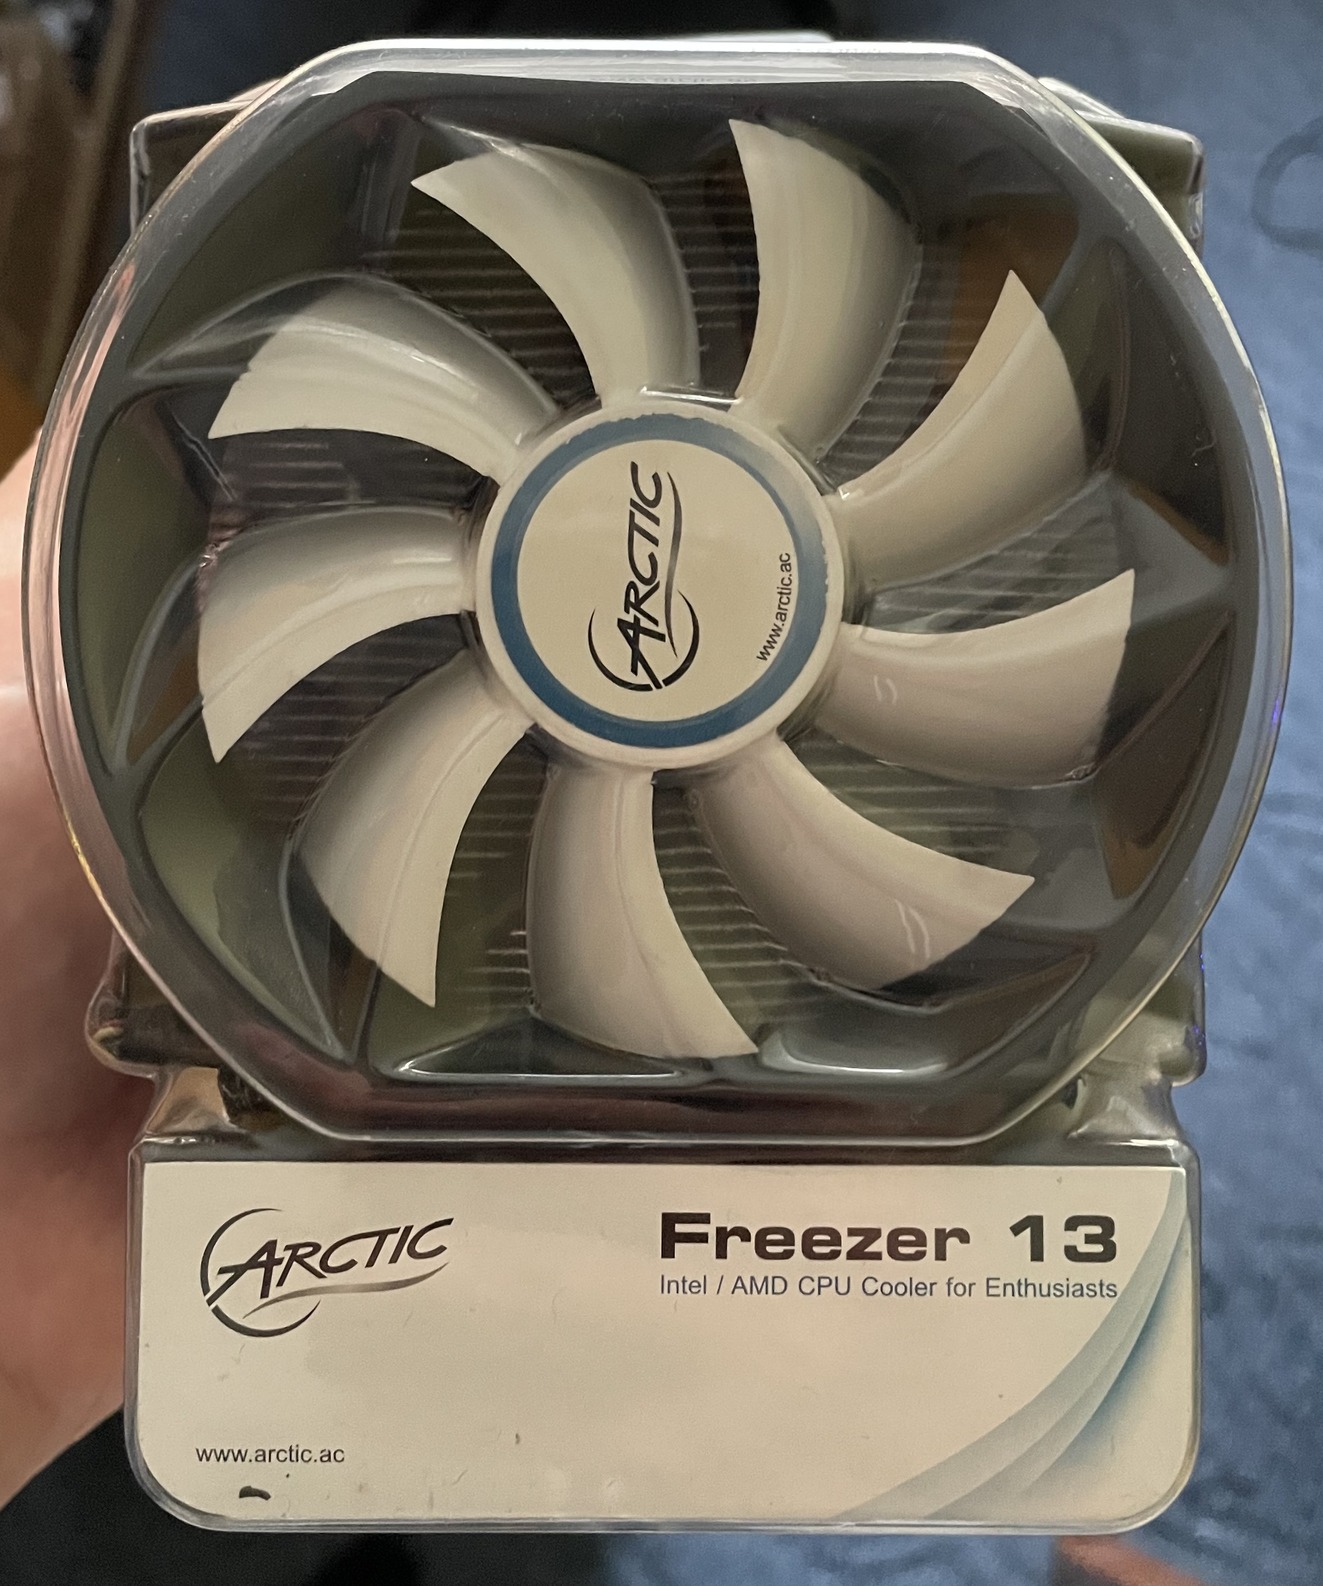 ARCTIC
www.arctic.ac
ARCTIC
Freezer 13
Intel / AMD CPU Cooler for Enthusiasts
www.arctic.ac